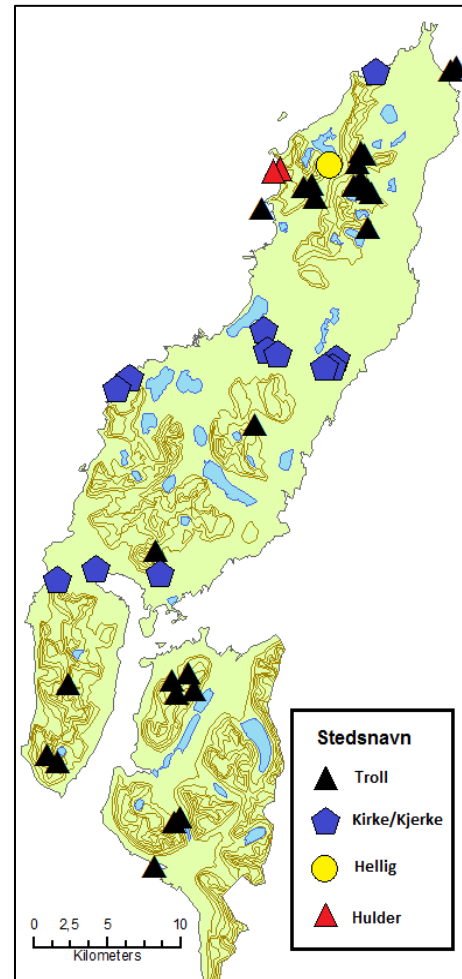 Stedsnavn
Troll
Kirke/Kjerke
Hellig
Hulder
0 2,5 5 10
Kilometers